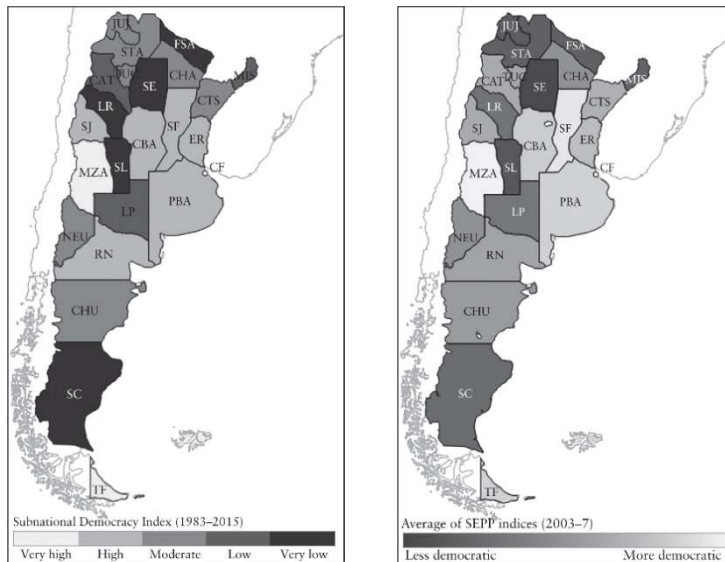 JUJ
STA
FSA
CAT
TUC
SE
CHA
MIS
LR
CTS
SJ
CBA
SF
ER
MZA
SL
CF
LP
PBA
NEU
RN
CHU
SC
TF
Subnational Democracy Index (1983–2015)
Very high High Moderate Low Very low
JUJ
STA
FSA
CAT
TUC
SE
CHA
MIS
LR
CTS
SJ
CBA
SF
ER
MZA
SL
CF
LP
PBA
NEU
RN
CHU
SC
TF
Average of SEPP indices (2003–7)
Less democratic More democratic